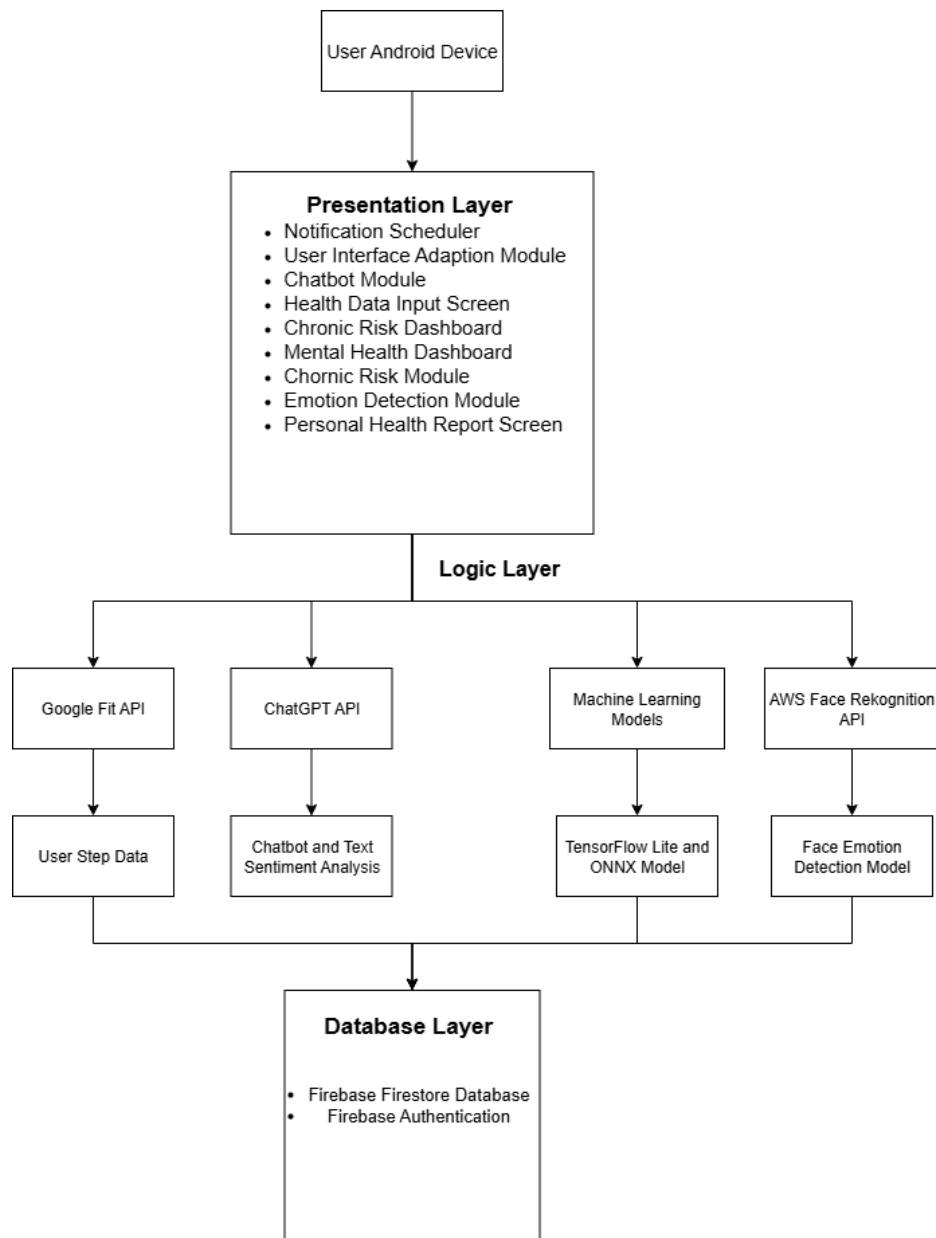 User Android Device
Presentation Layer
• Notification Scheduler
• User Interface Adaption Module
• Chatbot Module
• Health Data Input Screen
• Chronic Risk Dashboard
• Mental Health Dashboard
• Chornic Risk Module
• Emotion Detection Module
• Personal Health Report Screen
Logic Layer
Google Fit API
ChatGPT API
Machine Learning
Models
AWS Face Rekognition
API
User Step Data
Chatbot and Text
Sentiment Analysis
TensorFlow Lite and
ONNX Model
Face Emotion
Detection Model
Database Layer
• Firebase Firestore Database
• Firebase Authentication